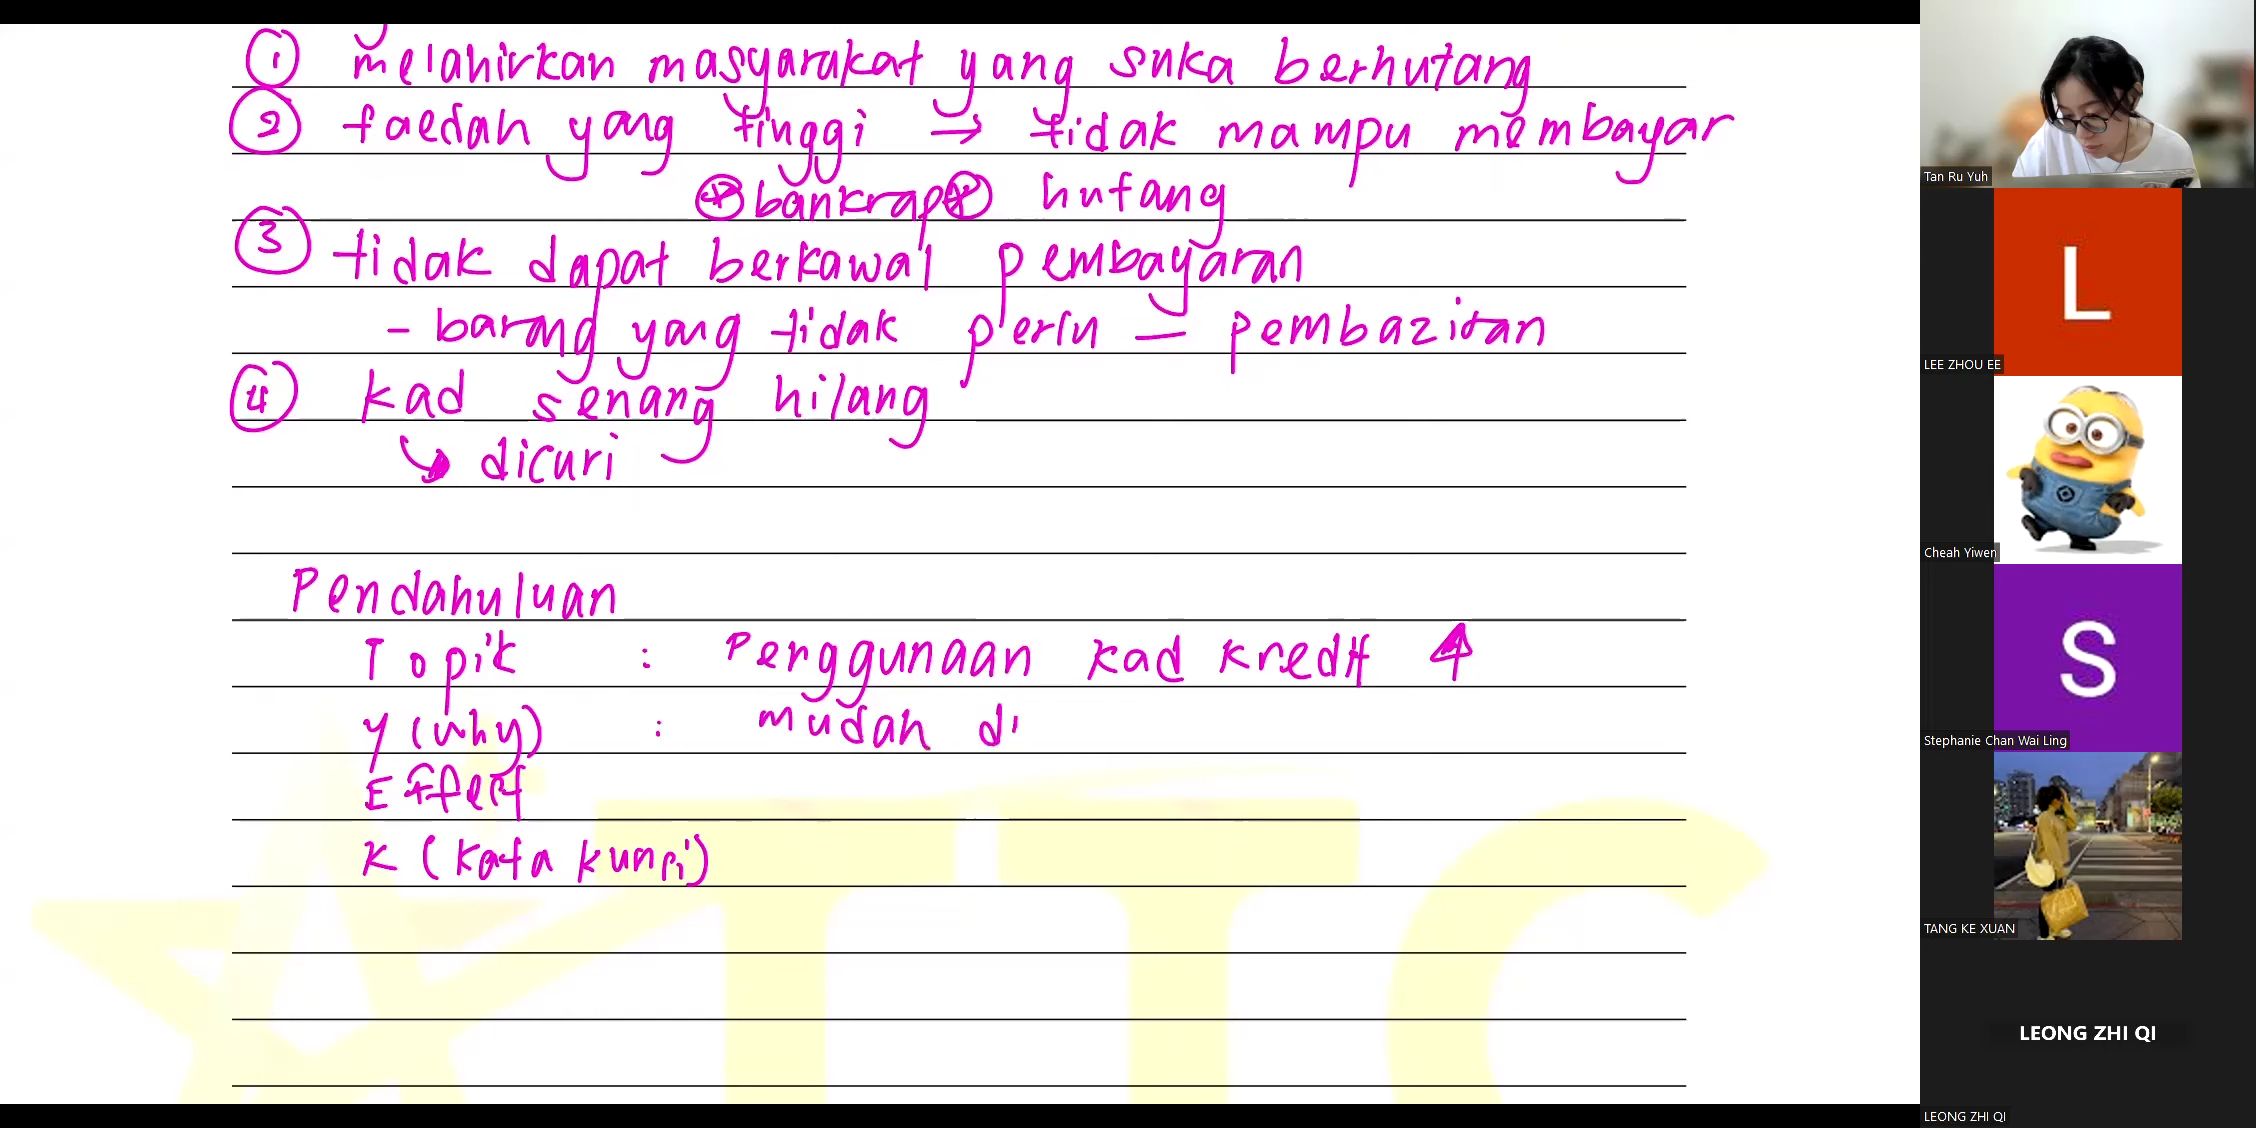 ① melahirkan masyarakat yang suka berhutang
② faedah yang tinggi → tidak mampu membayar
bankrap hutang
③ tidak dapat berkawal pembayaran
- barang yang tidak perlu - pembaziran
④ kad senang hilang
↳ dicuri
Pendahuluan
Topik : Penggunaan kad kredit ↑
Y (why) : mudah di
Effect
K (kata kunci)
TTC
Tan Ru Yuh
L
LEE ZHOU EE
Cheah Yiwen
S
Stephanie Chan Wai Ling
TANG KE XUAN
LEONG ZHI QI
LEONG ZHI QI